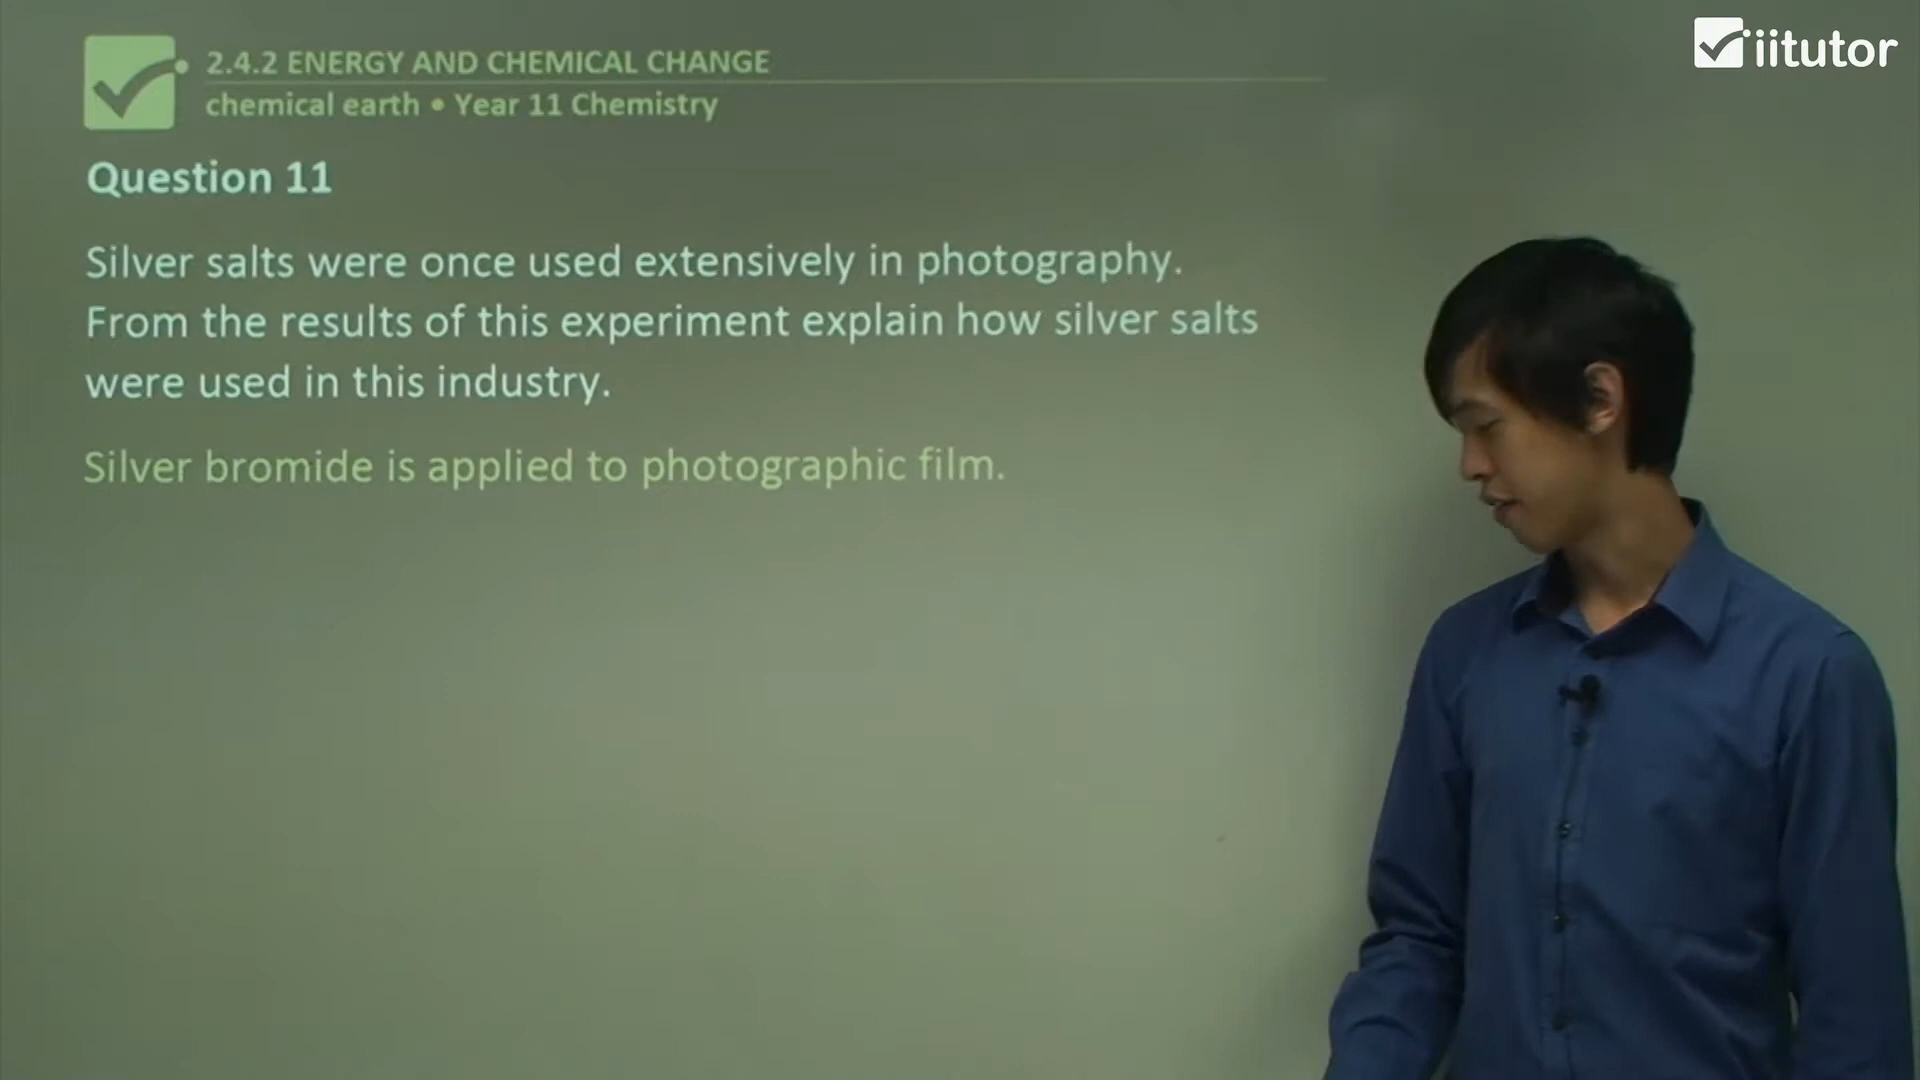 2.4.2 ENERGY AND CHEMICAL CHANGE
chemical earth • Year 11 Chemistry
iitutor
Question 11
Silver salts were once used extensively in photography.
From the results of this experiment explain how silver salts
were used in this industry.
Silver bromide is applied to photographic film.